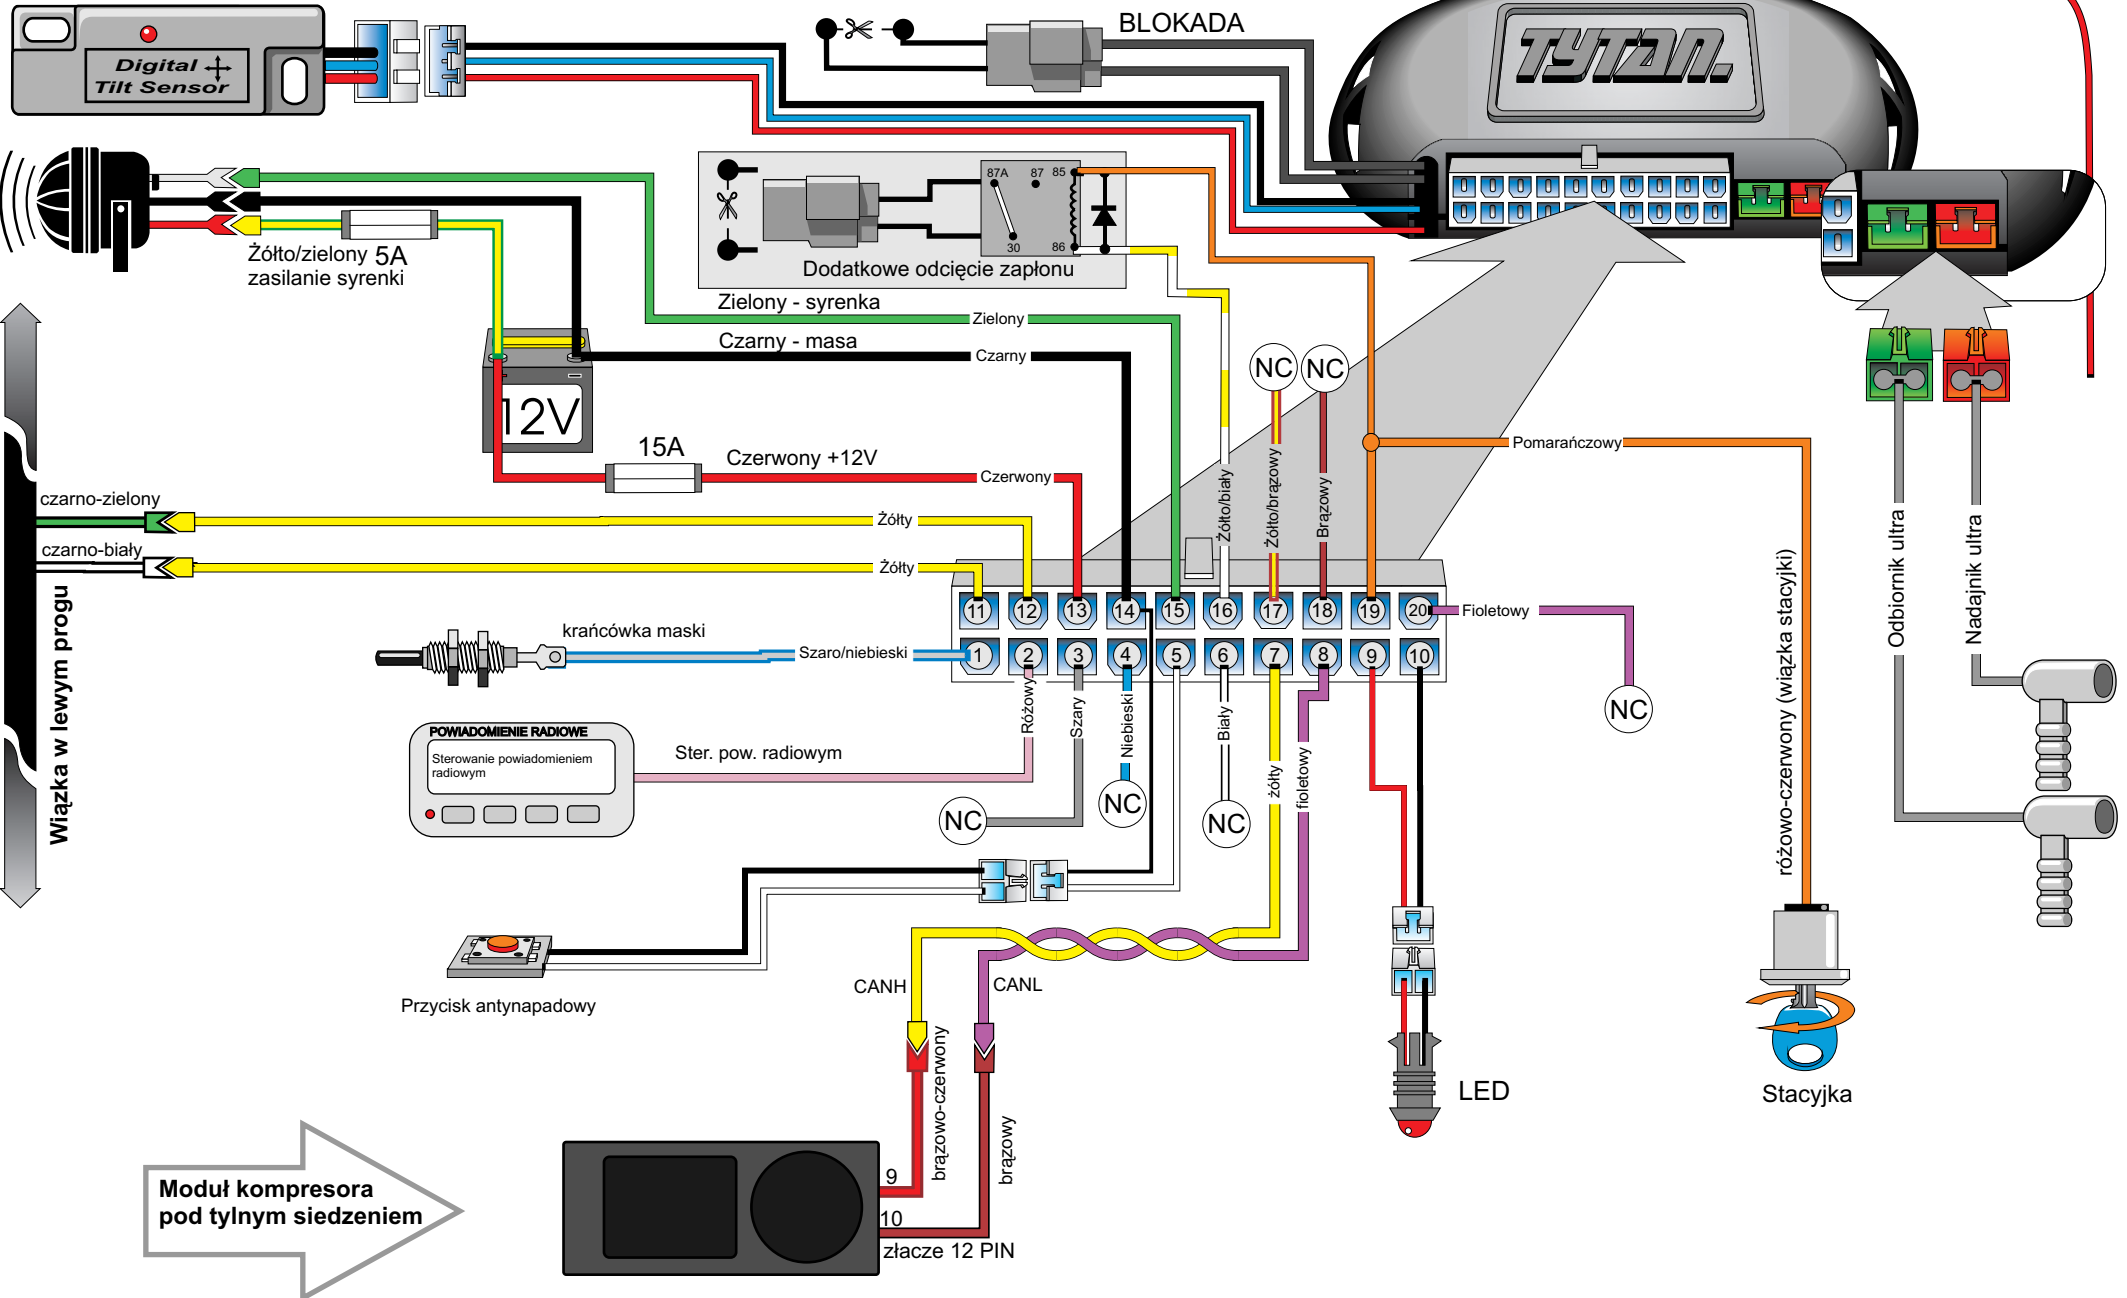 Digital
Tilt Sensor
BLOKADA
TYTAN.
87A
87
85
30
86
Dodatkowe odcięcie zapłonu
Żółto/zielony 5A
zasilanie syrenki
Zielony - syrenka
Zielony
Czarny - masa
Czarny
12V
15A
Czerwony +12V
Czerwony
NC
NC
Pomarańczowy
Żółto/biały
Żółto/brązowy
Brązowy
czarno-zielony
Żółty
czarno-biały
Żółty
Wiązka w lewym progu
11
12
13
14
15
16
17
18
19
20
Fioletowy
NC
krańcówka maski
Szaro/niebieski
1
2
3
4
5
6
7
8
9
10
Różowy
Szary
Niebieski
Biały
żółty
fioletowy
POWIADOMIENIE RADIOWE
Sterowanie powiadomieniem
radiowym
Ster. pow. radiowym
NC
NC
NC
Odbiornik ultra
Nadajnik ultra
różowo-czerwony (wiązka stacyjki)
Przycisk antynapadowy
CANH
CANL
brązowo-czerwony
brązowy
LED
Stacyjka
Moduł kompresora
pod tylnym siedzeniem
9
10
złacze 12 PIN